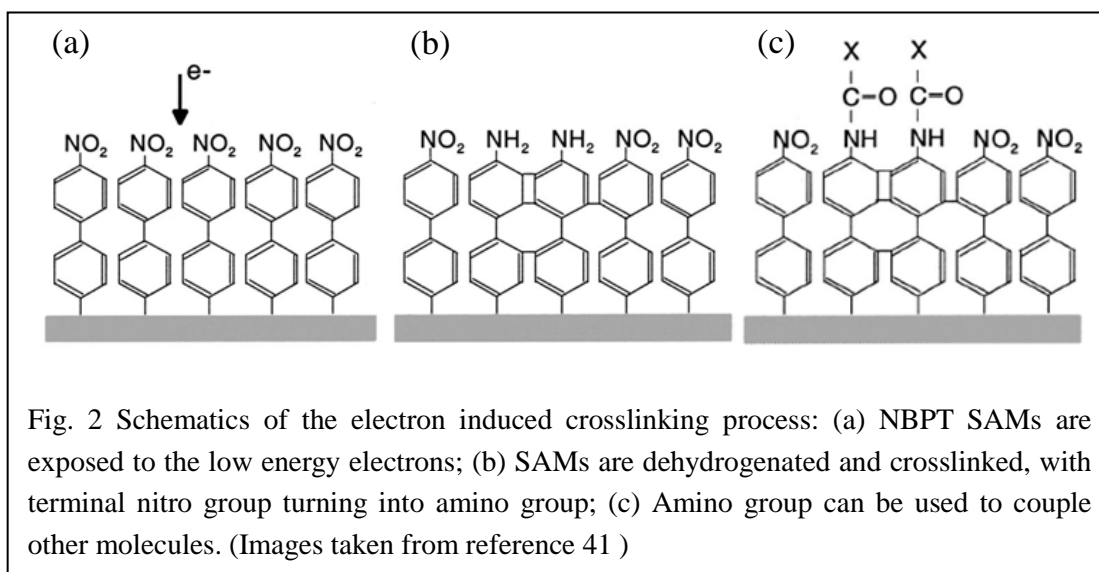 (a) (b) (c)
X X
C-O C-O
e-
NO₂ NO₂ NO₂ NO₂ NO₂ NO₂ NH₂ NH₂ NO₂ NO₂ NO₂ NH NH NO₂ NO₂
Fig. 2 Schematics of the electron induced crosslinking process: (a) NBPT SAMs are
exposed to the low energy electrons; (b) SAMs are dehydrogenated and crosslinked, with
terminal nitro group turning into amino group; (c) Amino group can be used to couple
other molecules. (Images taken from reference 41 )